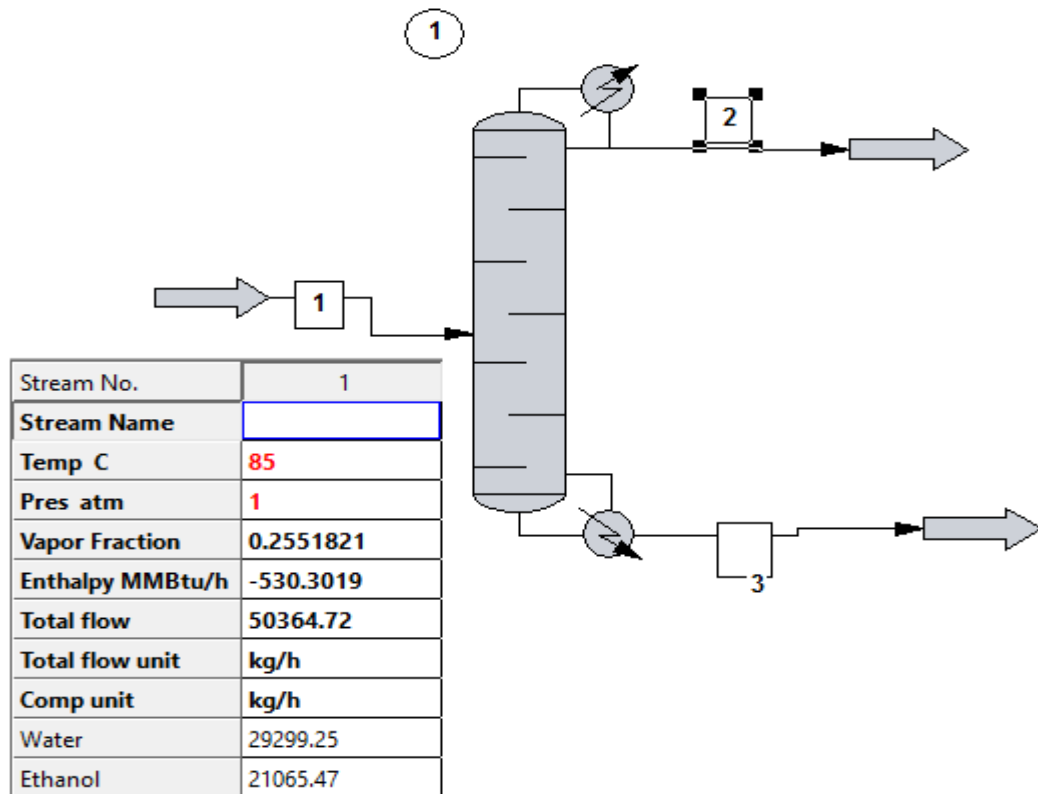 1
2
1
3
Stream No. 1
Stream Name
Temp C 85
Pres atm 1
Vapor Fraction 0.2551821
Enthalpy MMBtu/h -530.3019
Total flow 50364.72
Total flow unit kg/h
Comp unit kg/h
Water 29299.25
Ethanol 21065.47